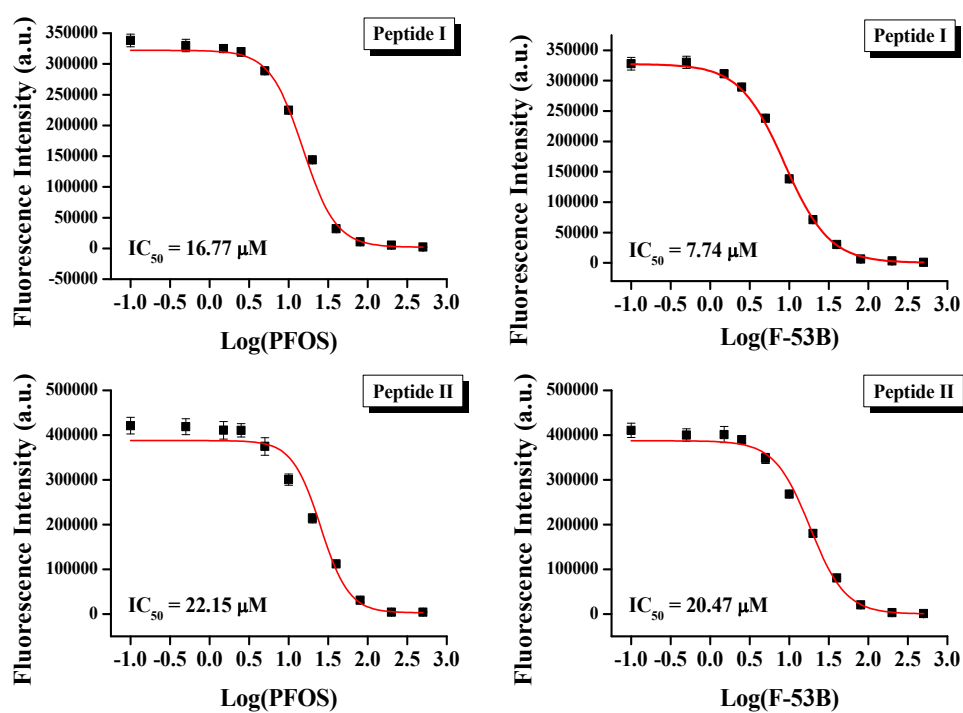 Peptide I
Fluorescence Intensity (a.u.)
350000
300000
250000
200000
150000
100000
50000
0
-50000
IC50 = 16.77 μM
-1.0 -0.5 0.0 0.5 1.0 1.5 2.0 2.5 3.0
Log(PFOS)
Peptide I
Fluorescence Intensity (a.u.)
350000
300000
250000
200000
150000
100000
50000
0
IC50 = 7.74 μM
-1.0 -0.5 0.0 0.5 1.0 1.5 2.0 2.5 3.0
Log(F-53B)
Peptide II
Fluorescence Intensity (a.u.)
500000
400000
300000
200000
100000
0
IC50 = 22.15 μM
-1.0 -0.5 0.0 0.5 1.0 1.5 2.0 2.5 3.0
Log(PFOS)
Peptide II
Fluorescence Intensity (a.u.)
500000
400000
300000
200000
100000
0
IC50 = 20.47 μM
-1.0 -0.5 0.0 0.5 1.0 1.5 2.0 2.5 3.0
Log(F-53B)